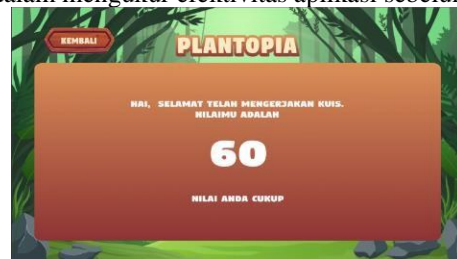 KEMBALI
PLANTOPIA
HAI, SELAMAT TELAH MENGERJAKAN KUIS.
NILAIMU ADALAH
60
NILAI ANDA CUKUP